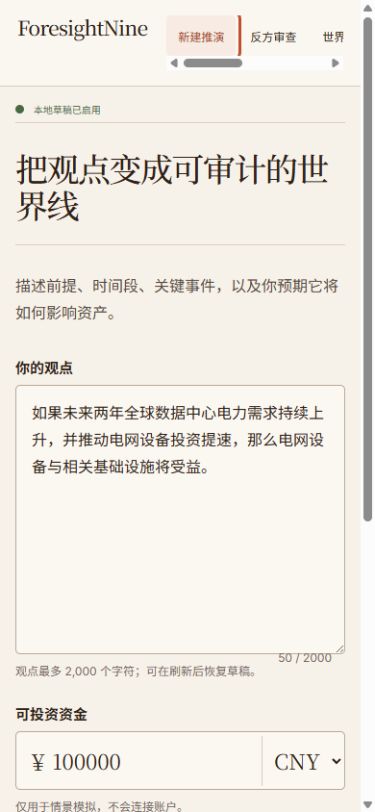 ForesightNine
新建推演 反方审查 世界
本地草稿已启用
把观点变成可审计的世
界线
描述前提、时间段、关键事件，以及你预期它将
如何影响资产。
你的观点
如果未来两年全球数据中心电力需求持续上
升，并推动电网设备投资提速，那么电网设
备与相关基础设施将受益。
50 / 2000
观点最多 2,000 个字符；可在刷新后恢复草稿。
可投资资金
¥ 100000 CNY
仅用于情景模拟，不会连接账户。